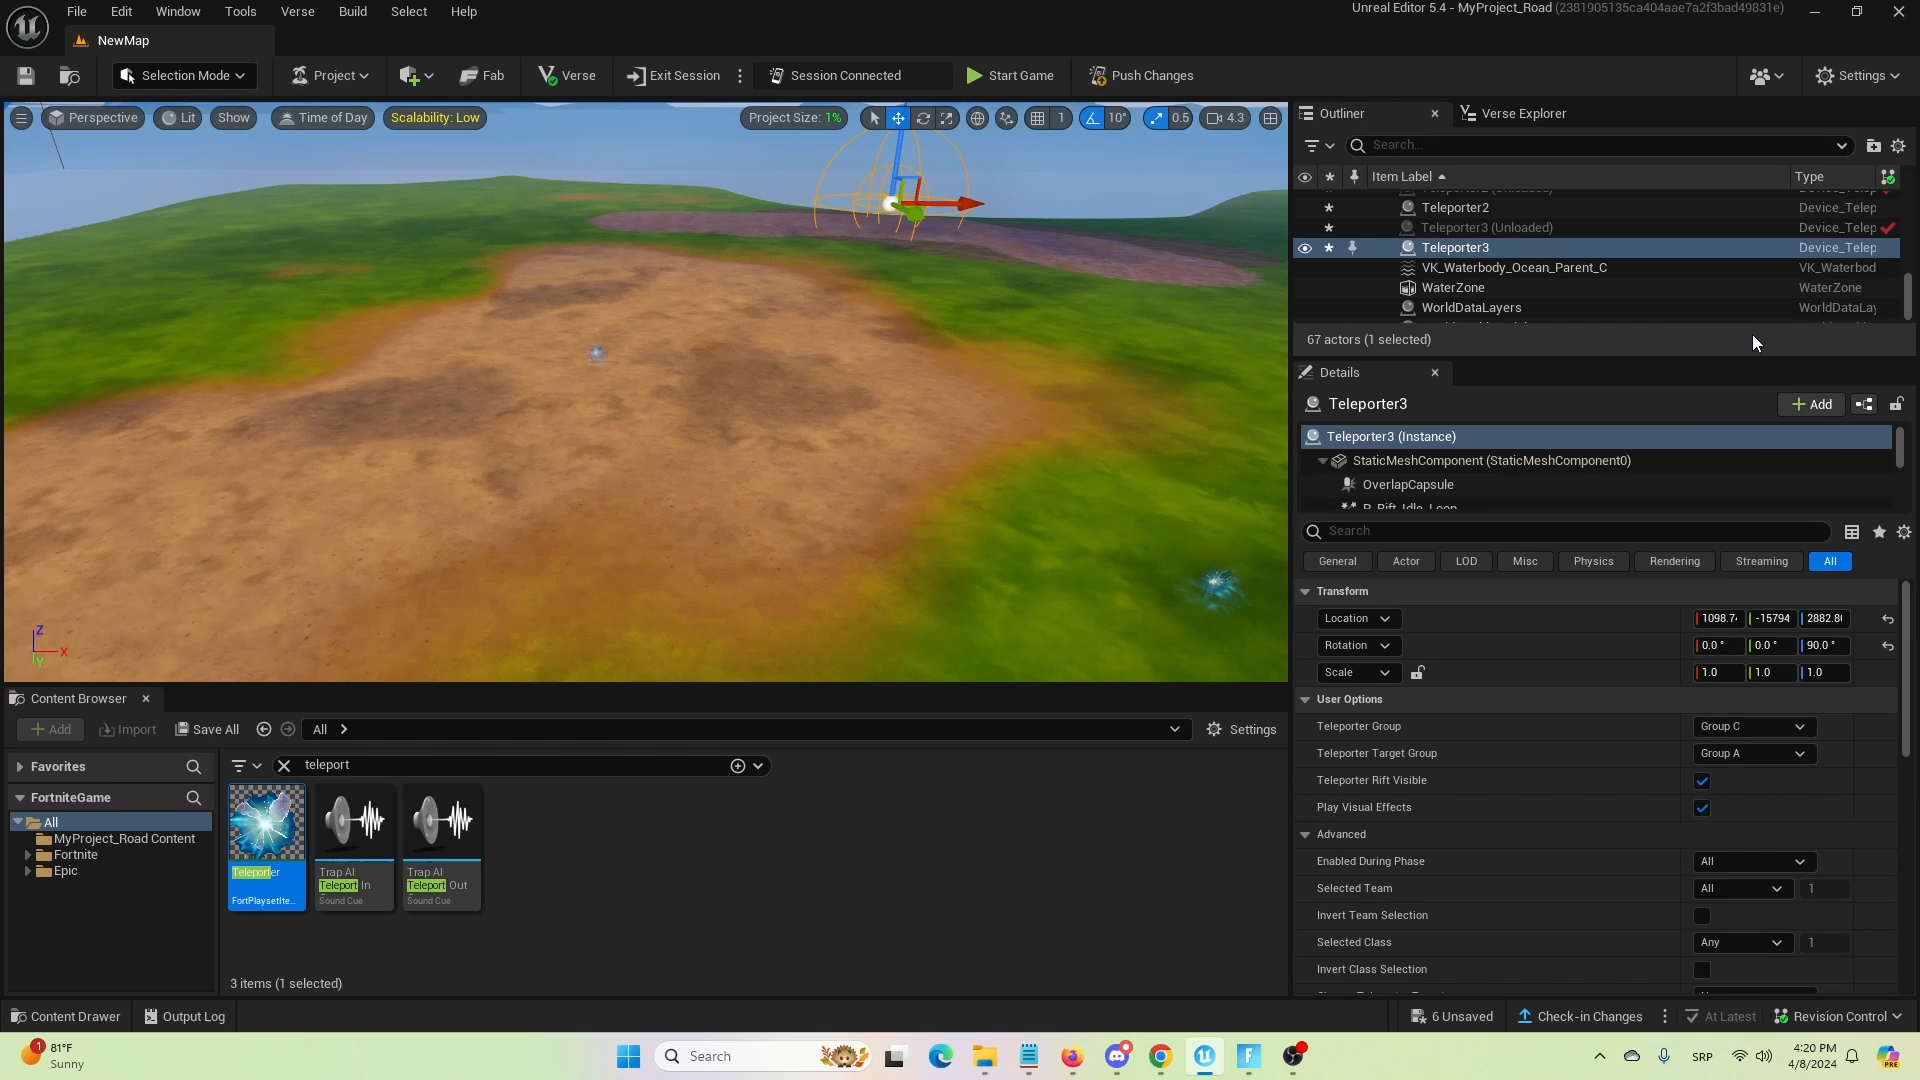 File Edit Window Tools Verse Build Select Help
Unreal Editor 5.4 - MyProject_Road (2381905135ca404aae7a2f3bad49831e)
NewMap
Selection Mode Project Fab Verse Exit Session Session Connected Start Game Push Changes Settings
Perspective Lit Show Time of Day Scalability: Low Project Size: 1% 1 10° 0.5 4.3
Outliner Verse Explorer
Search...
Item Label Type
Teleporter2 Device_Telep
Teleporter3 (Unloaded) Device_Telep
Teleporter3 Device_Telep
VK_Waterbody_Ocean_Parent_C VK_Waterbod
WaterZone WaterZone
WorldDataLayers WorldDataLay
67 actors (1 selected)
Details
Teleporter3 Add
Teleporter3 (Instance)
StaticMeshComponent (StaticMeshComponent0)
OverlapCapsule
P_Rift_Idle_Loop
Search
General Actor LOD Misc Physics Rendering Streaming All
Transform
Location 1098.7 -15794 2882.8
Rotation 0.0 ° 0.0 ° 90.0 °
Scale 1.0 1.0 1.0
User Options
Teleporter Group Group C
Teleporter Target Group Group A
Teleporter Rift Visible
Play Visual Effects
Advanced
Enabled During Phase All
Selected Team All 1
Invert Team Selection
Selected Class Any 1
Invert Class Selection
Z
X
Y
Content Browser
Add Import Save All All Settings
Favorites
FortniteGame
All
MyProject_Road Content
Fortnite
Epic
teleport
Teleporter
FortPlaysetIte...
Trap AI
Teleport In
Sound Cue
Trap AI
Teleport Out
Sound Cue
3 items (1 selected)
Content Drawer Output Log 6 Unsaved Check-in Changes At Latest Revision Control
1
81°F
Sunny
Search
SRP
4:20 PM
4/8/2024
PRE